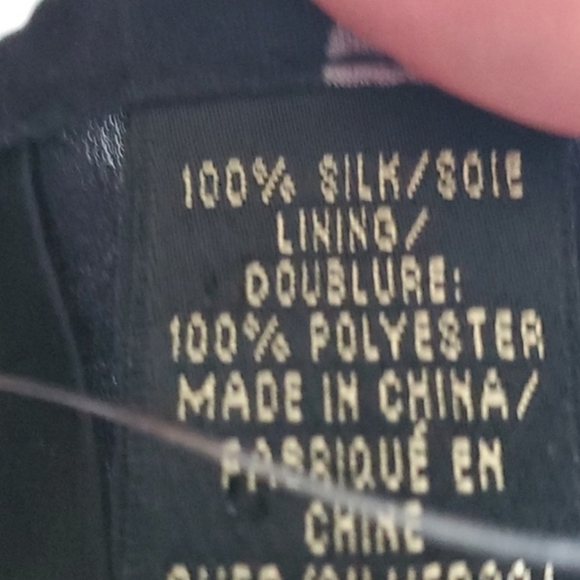 100% SILK/SOIE
LINING/
DOUBLURE:
100% POLYESTER
MADE IN CHINA/
FABRIQUÉ EN
CHINE